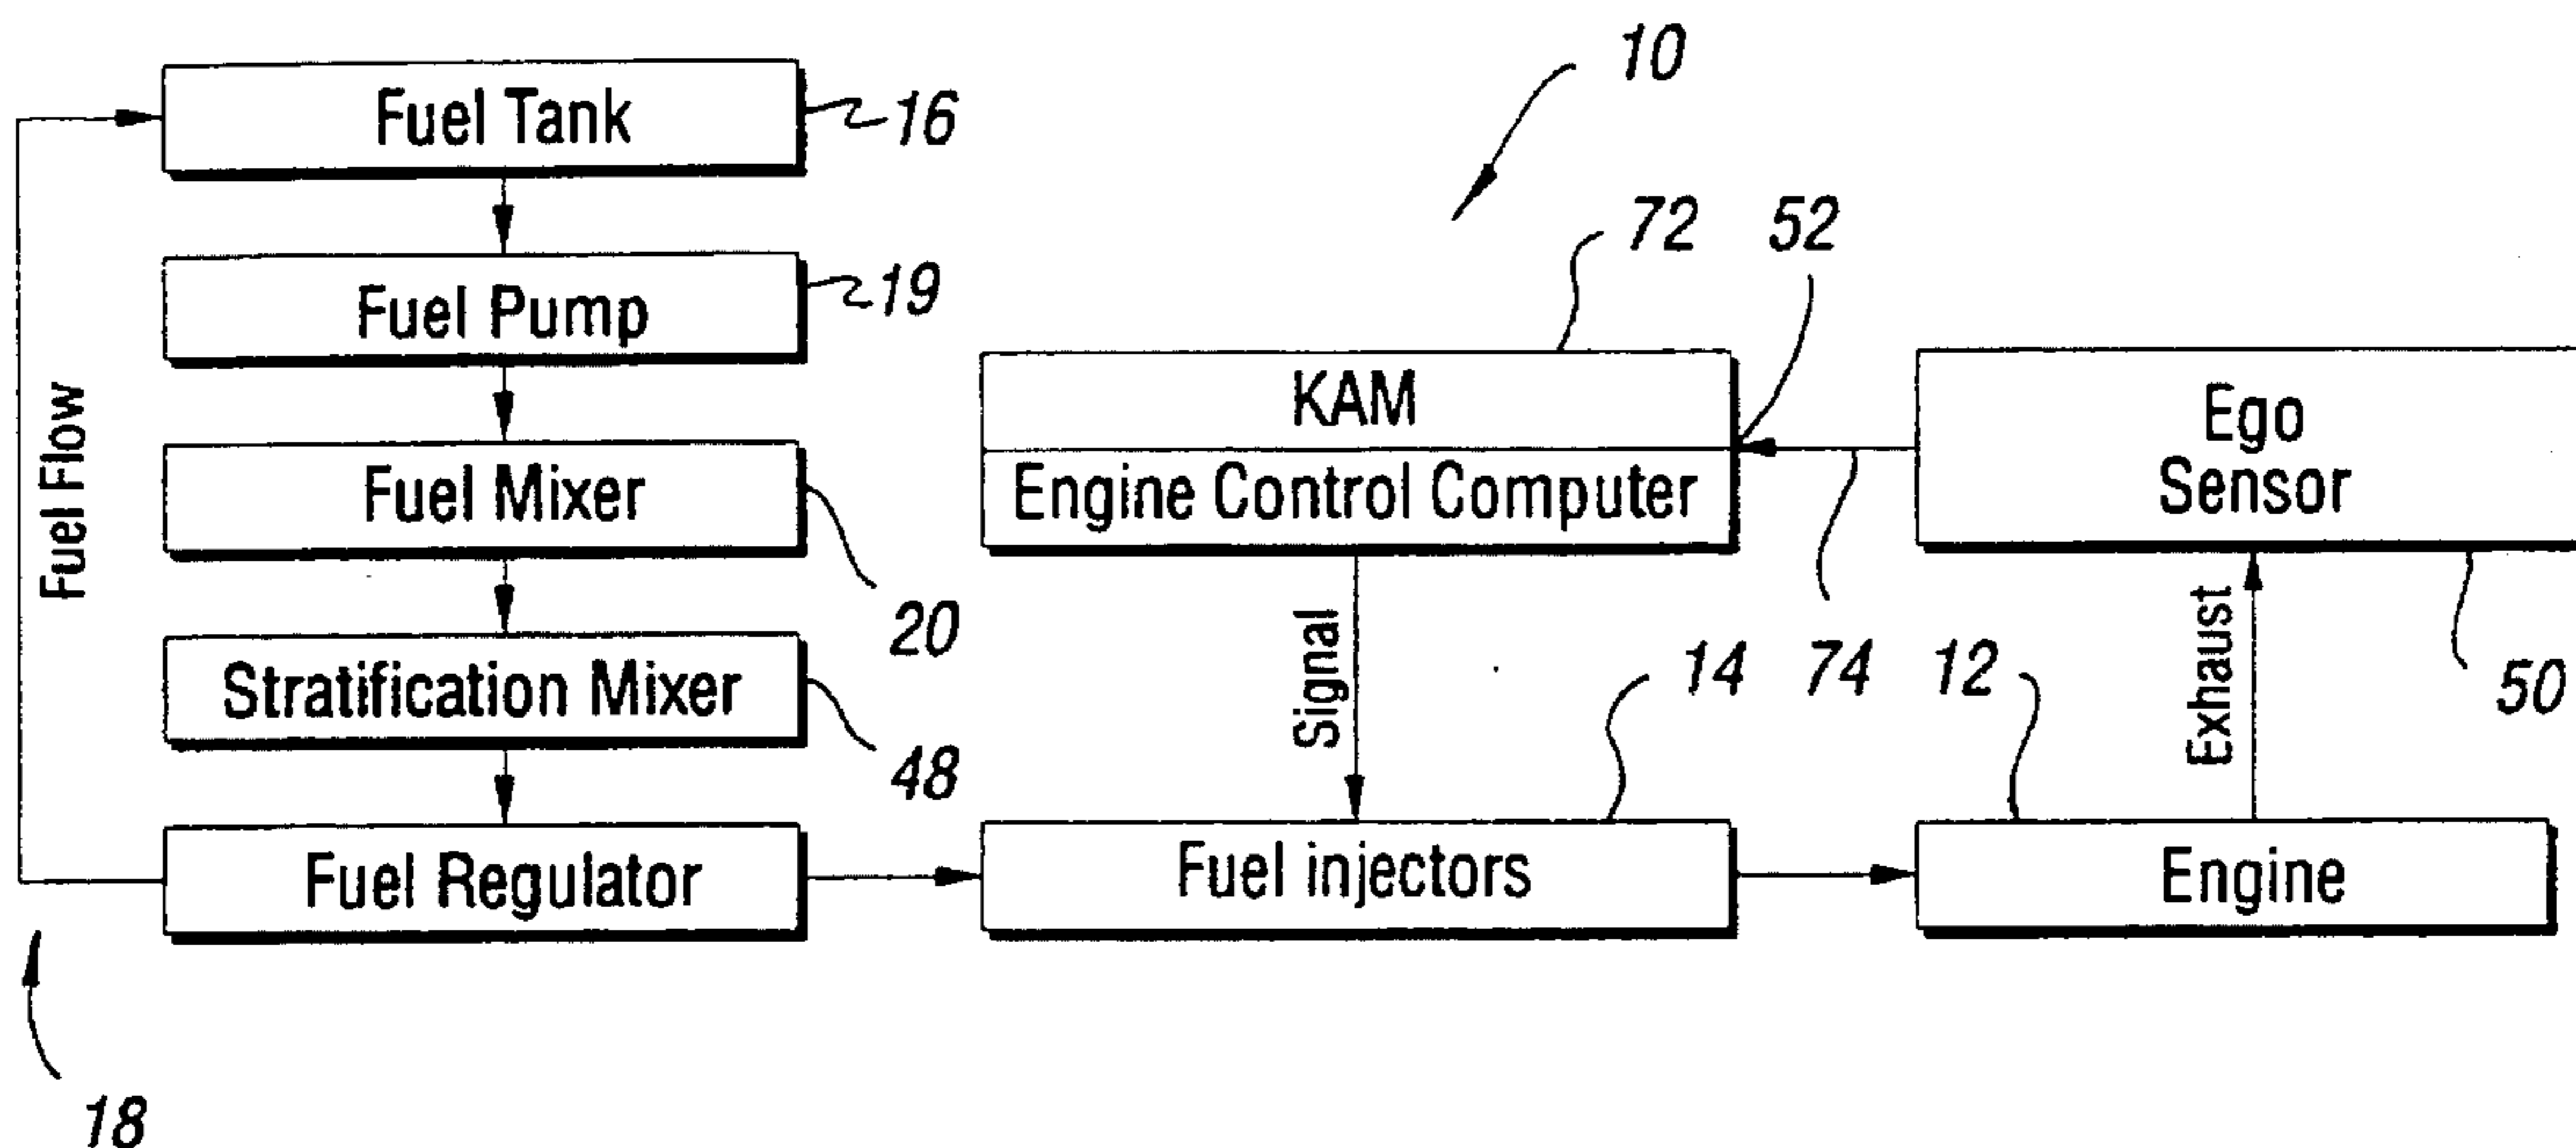 10
Fuel Tank
16
Fuel Pump
19
Fuel Mixer
20
Stratification Mixer
48
Fuel Regulator
Fuel Flow
18
72
52
KAM
Engine Control Computer
74
Signal
14
Fuel injectors
Ego
Sensor
50
Exhaust
12
Engine